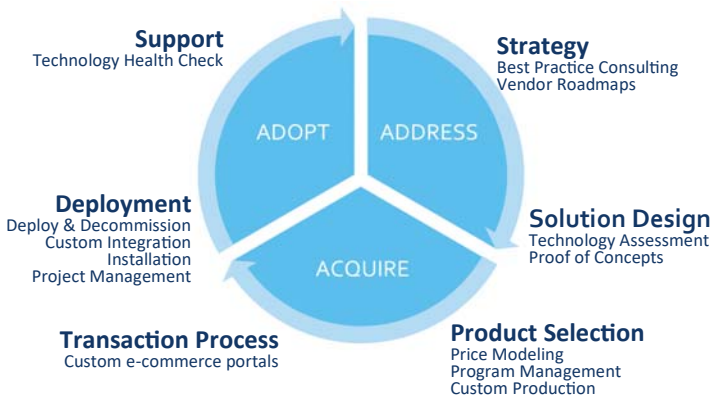 Support
Technology Health Check
Strategy
Best Practice Consulting
Vendor Roadmaps
ADOPT
ADDRESS
Deployment
Deploy & Decommission
Custom Integration
Installation
Project Management
Solution Design
Technology Assessment
Proof of Concepts
ACQUIRE
Transaction Process
Custom e-commerce portals
Product Selection
Price Modeling
Program Management
Custom Production